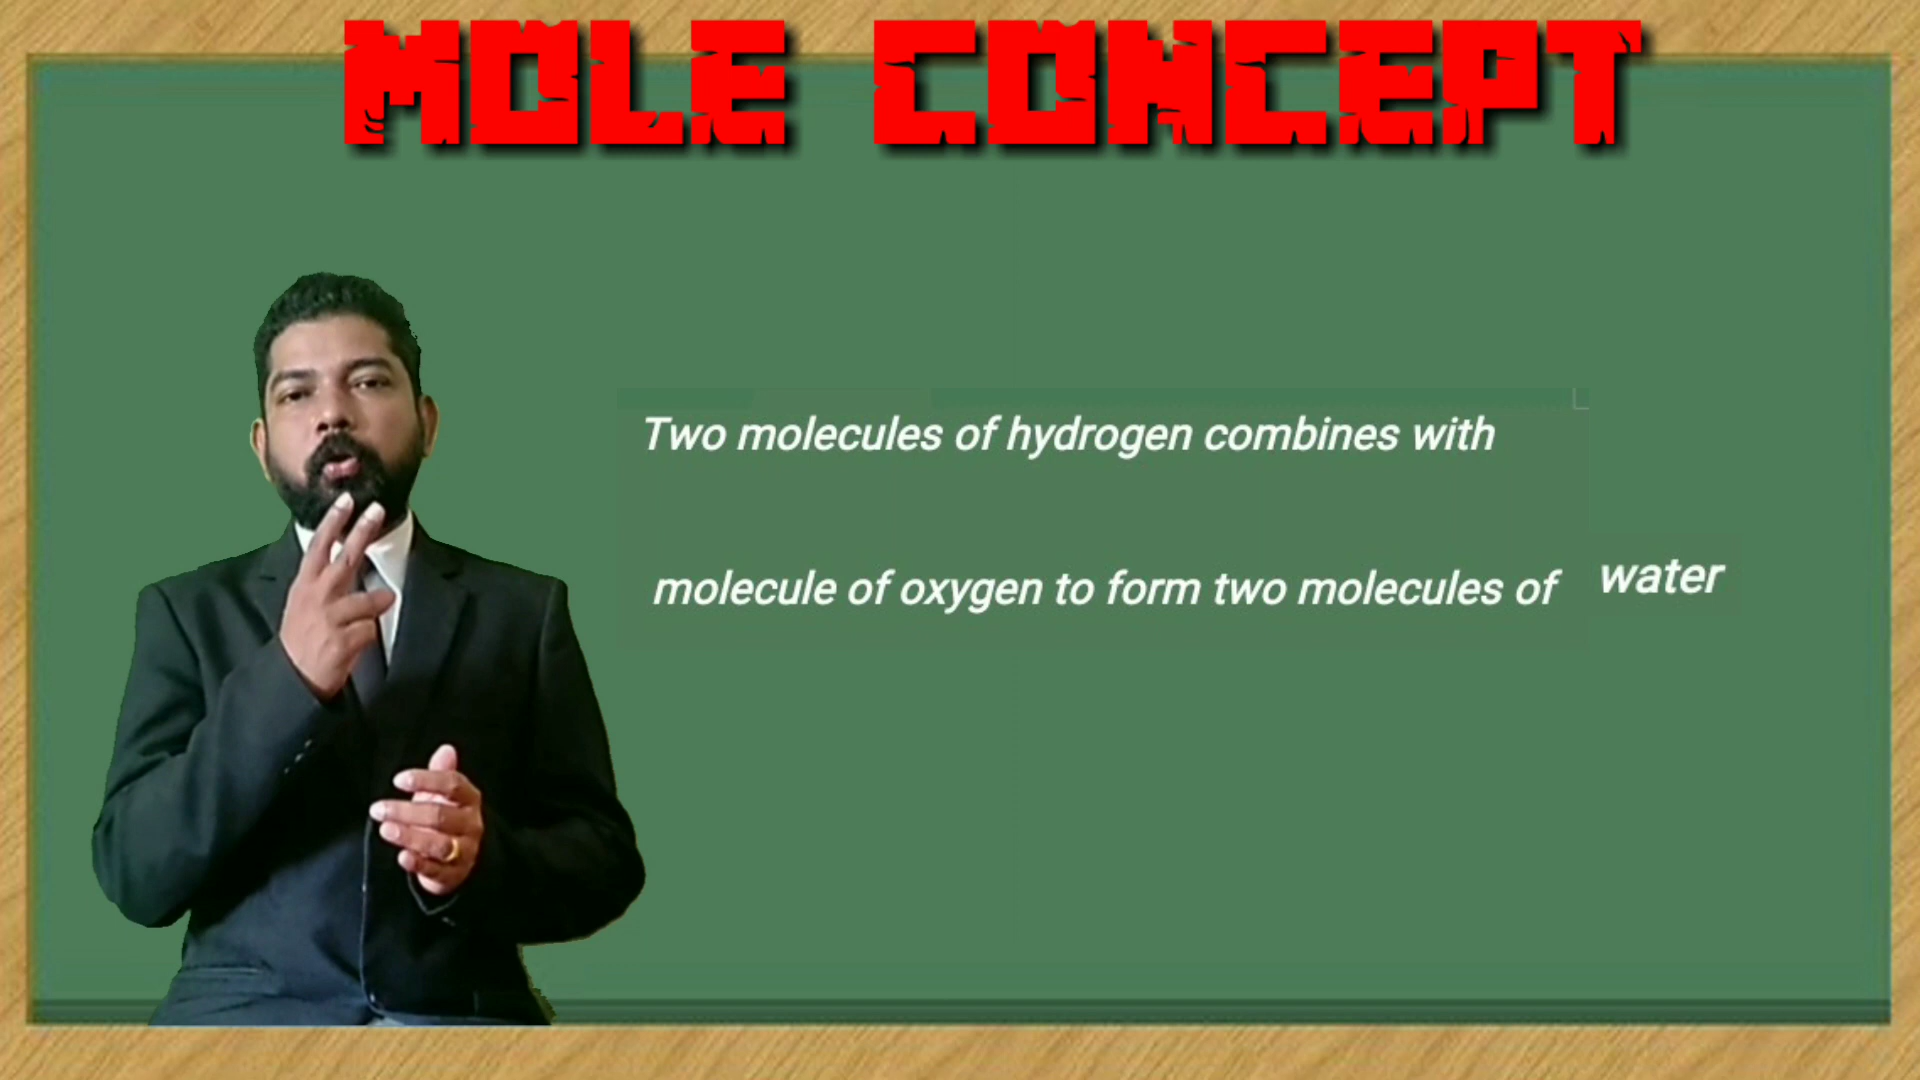 MOLE CONCEPT
Two molecules of hydrogen combines with
molecule of oxygen to form two molecules of water